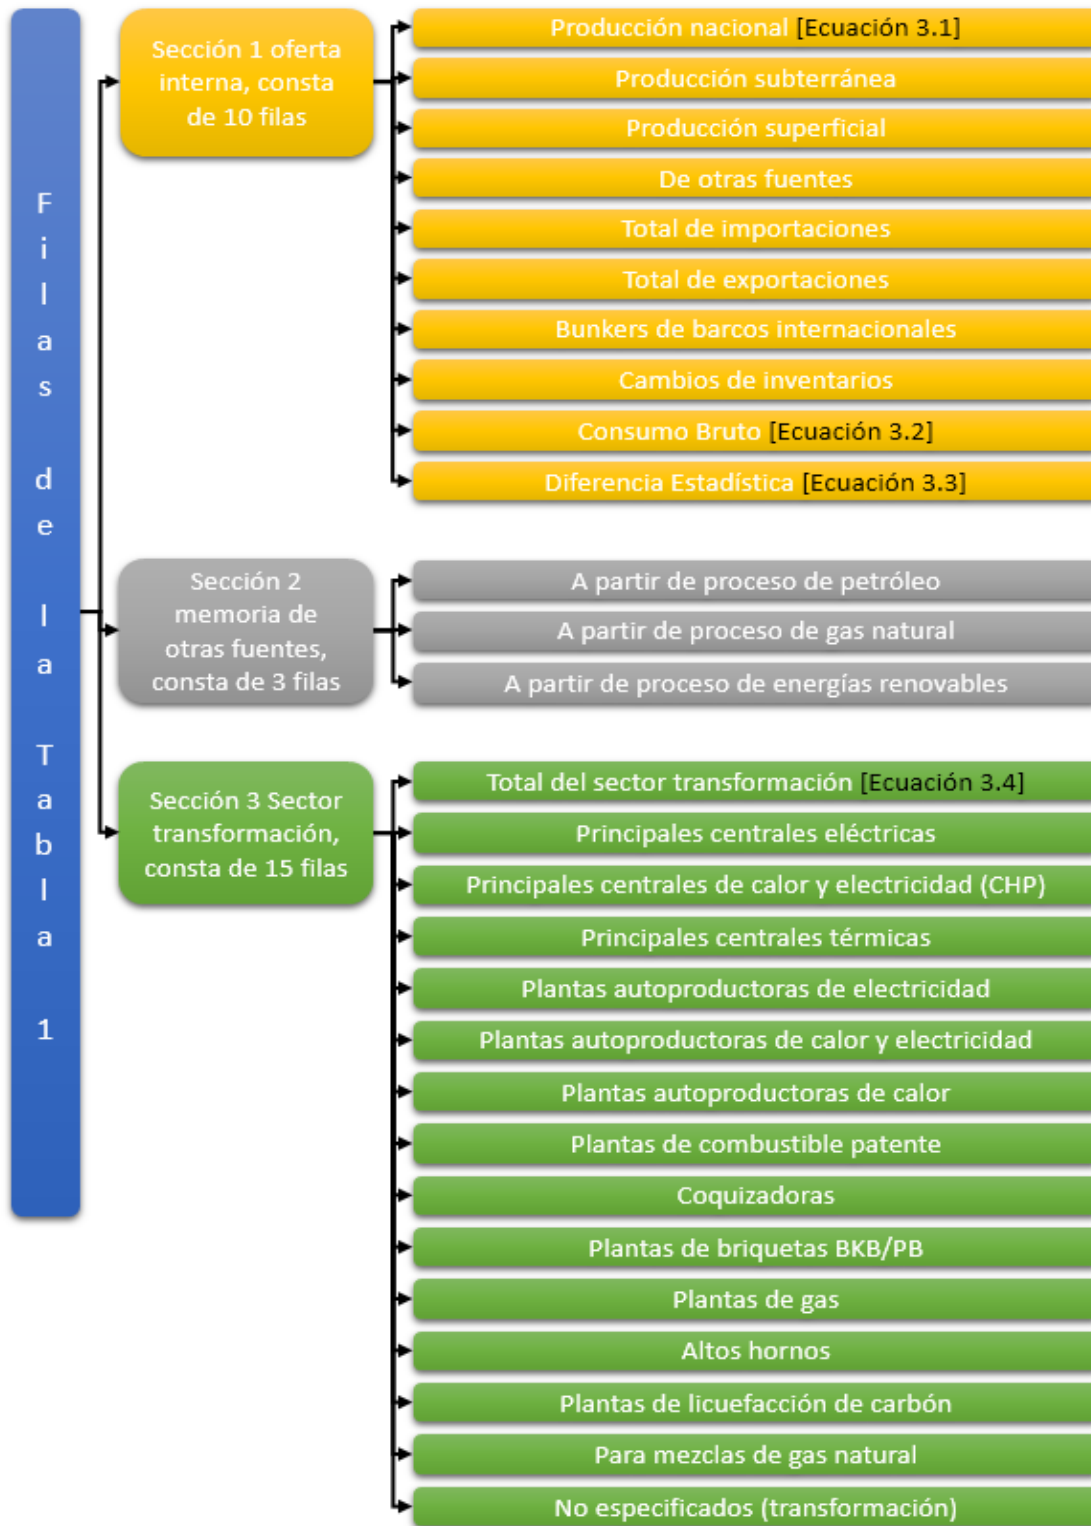 Filas de la Tabla 1
Sección 1 oferta
interna, consta
de 10 filas
Producción nacional [Ecuación 3.1]
Producción subterránea
Producción superficial
De otras fuentes
Total de importaciones
Total de exportaciones
Bunkers de barcos internacionales
Cambios de inventarios
Consumo Bruto [Ecuación 3.2]
Diferencia Estadística [Ecuación 3.3]
Sección 2
memoria de
otras fuentes,
consta de 3 filas
A partir de proceso de petróleo
A partir de proceso de gas natural
A partir de proceso de energías renovables
Sección 3 Sector
transformación,
consta de 15 filas
Total del sector transformación [Ecuación 3.4]
Principales centrales eléctricas
Principales centrales de calor y electricidad (CHP)
Principales centrales térmicas
Plantas autoproductoras de electricidad
Plantas autoproductoras de calor y electricidad
Plantas autoproductoras de calor
Plantas de combustible patente
Coquizadoras
Plantas de briquetas BKB/PB
Plantas de gas
Altos hornos
Plantas de licuefacción de carbón
Para mezclas de gas natural
No especificados (transformación)